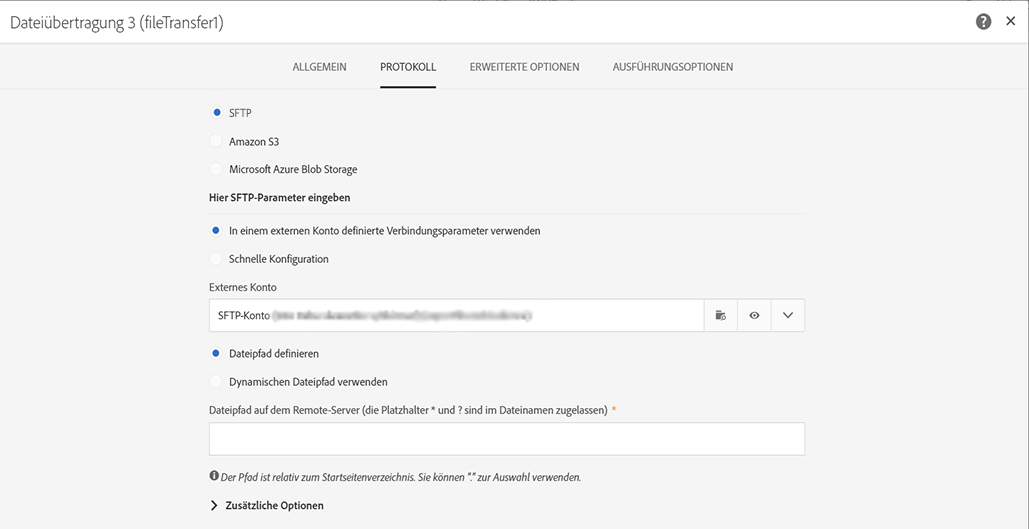 Dateiübertragung 3 (fileTransfer1)
ALLGEMEIN PROTOKOLL ERWEITERTE OPTIONEN AUSFÜHRUNGSOPTIONEN
SFTP
Amazon S3
Microsoft Azure Blob Storage
Hier SFTP-Parameter eingeben
In einem externen Konto definierte Verbindungsparameter verwenden
Schnelle Konfiguration
Externes Konto
SFTP-Konto
Dateipfad definieren
Dynamischen Dateipfad verwenden
Dateipfad auf dem Remote-Server (die Platzhalter * und ? sind im Dateinamen zugelassen) *
Der Pfad ist relativ zum Startseitenverzeichnis. Sie können "." zur Auswahl verwenden.
Zusätzliche Optionen